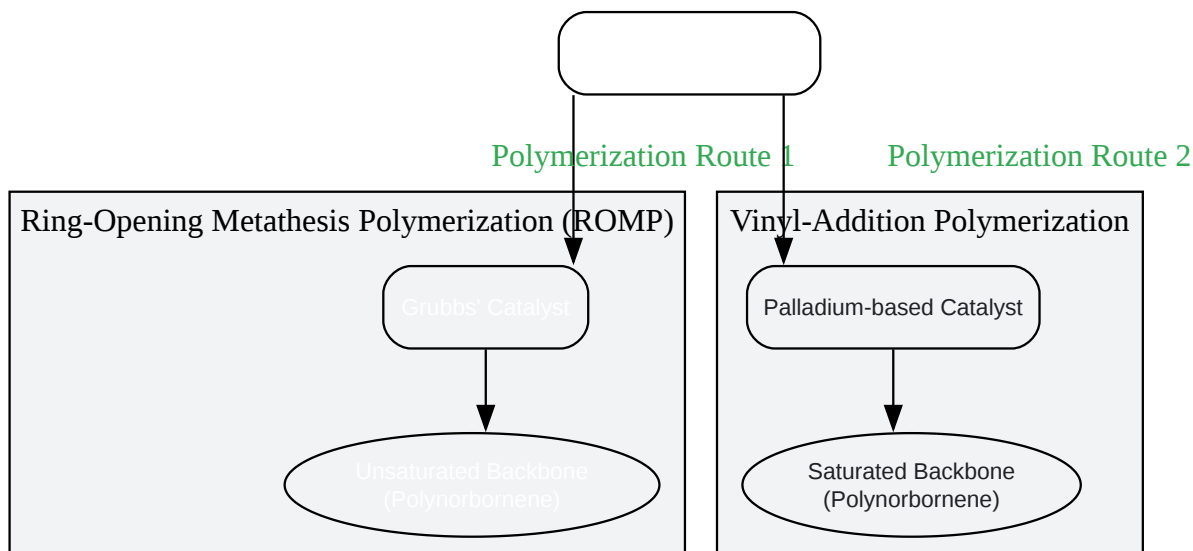 Polymerization Route 1
Polymerization Route 2
Ring-Opening Metathesis Polymerization (ROMP)
Vinyl-Addition Polymerization
Grubbs' Catalyst
Palladium-based Catalyst
Unsaturated Backbone
(Polynorbornene)
Saturated Backbone
(Polynorbornene)